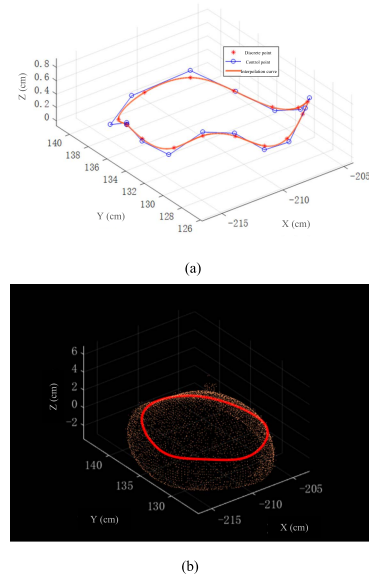 Discrete point
Control point
Interpolation curve
Z (cm)
0.8
0.6
0.4
0.2
0
140
138
136
134
132
130
128
126
Y (cm)
-215
-210
-205
X (cm)
(a)
Z (cm)
6
4
2
0
-2
140
135
130
Y (cm)
-215
-210
-205
X (cm)
(b)